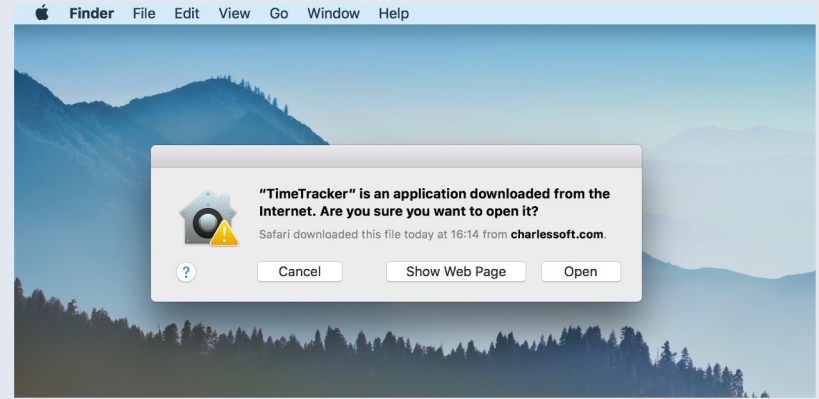 Finder File Edit View Go Window Help
“TimeTracker” is an application downloaded from the
Internet. Are you sure you want to open it?
Safari downloaded this file today at 16:14 from charlessoft.com.
? Cancel Show Web Page Open